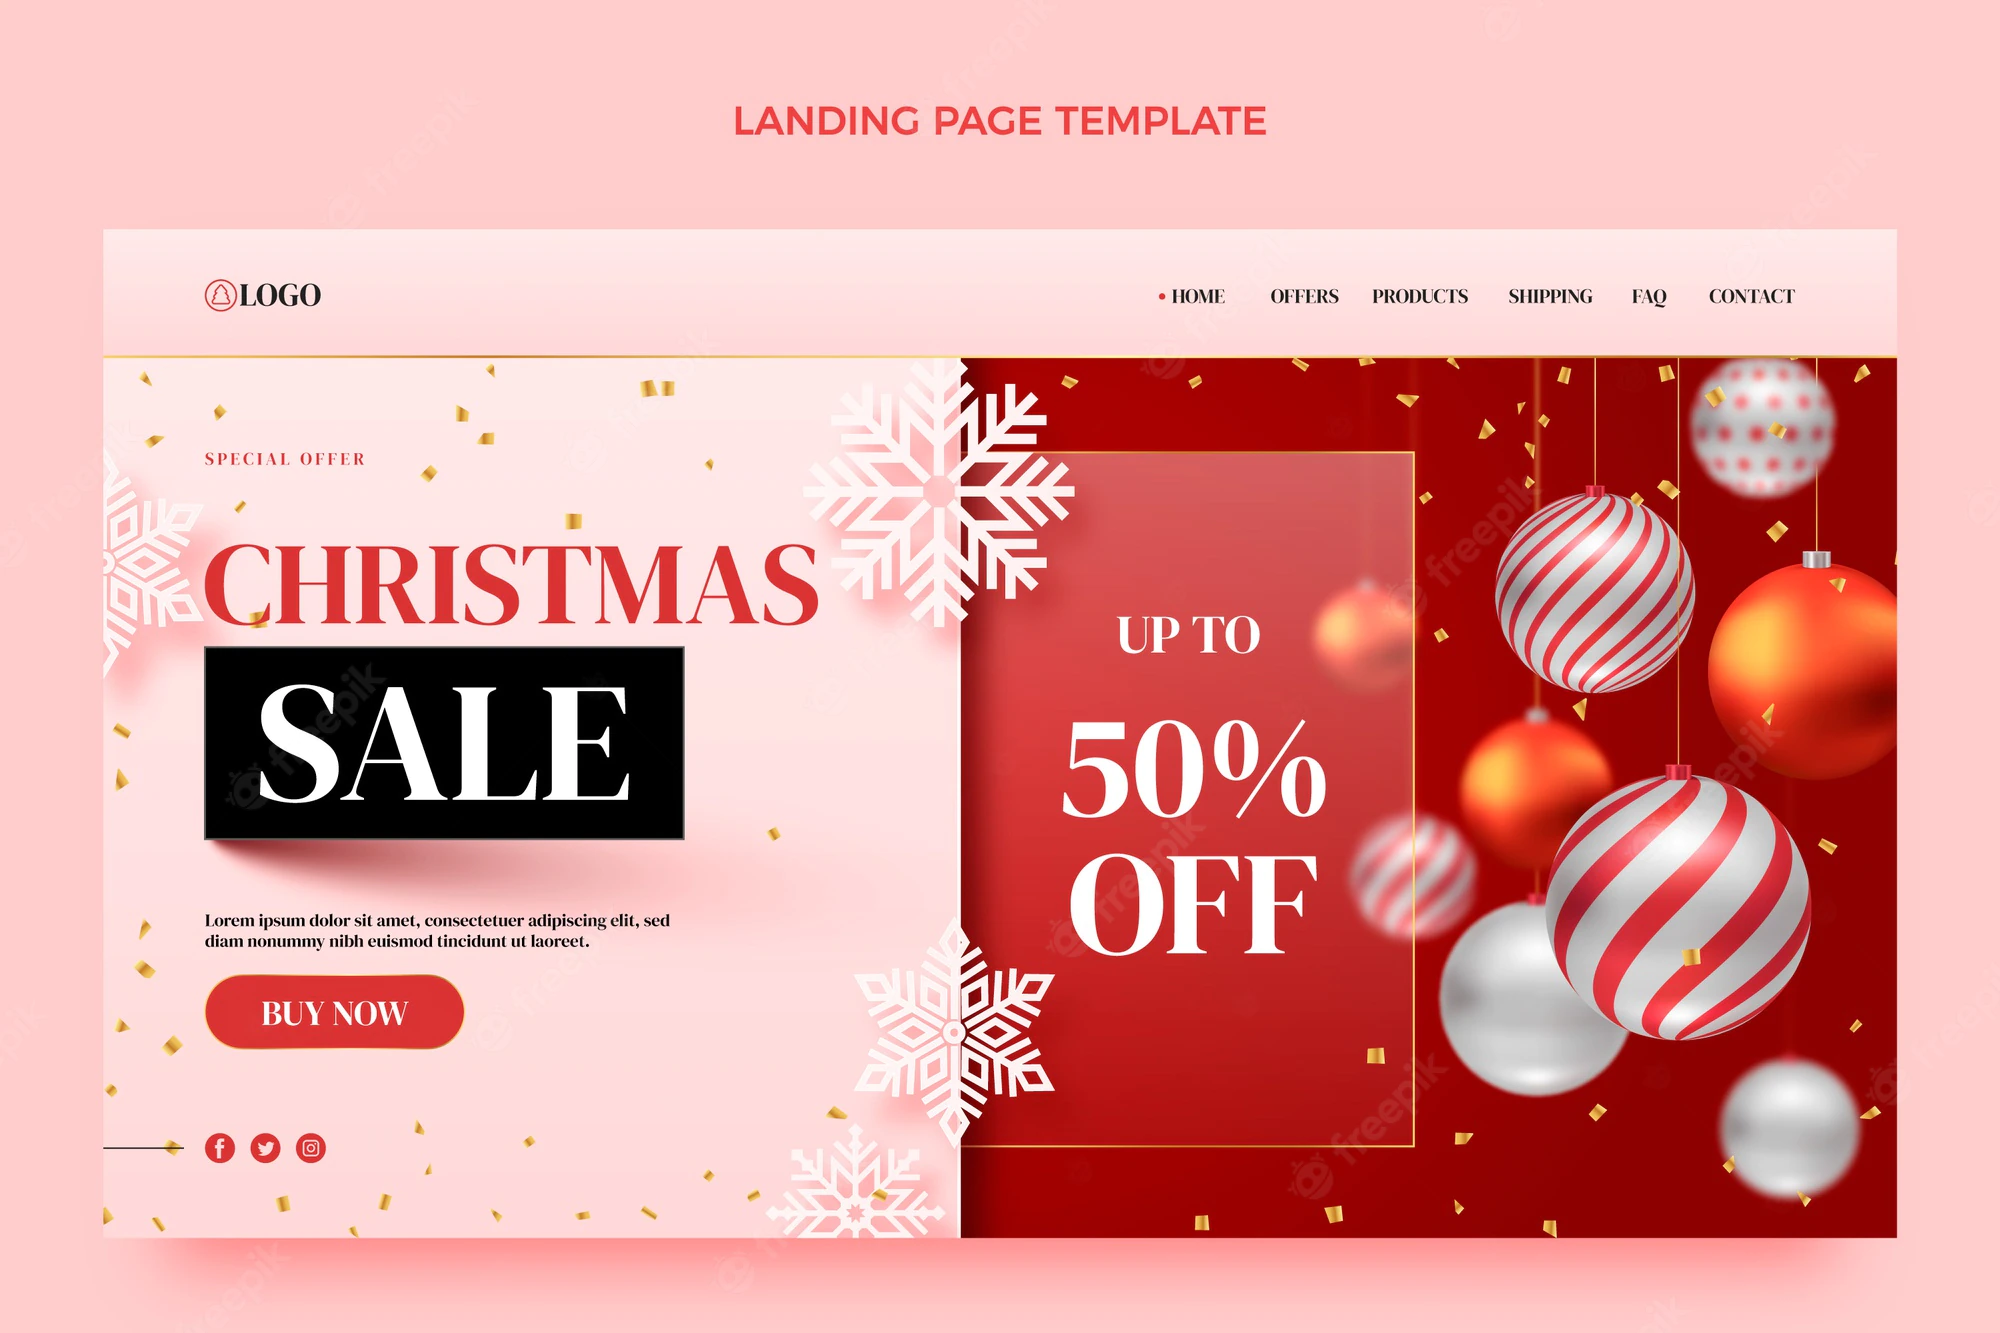 LANDING PAGE TEMPLATE
LOGO
HOME OFFERS PRODUCTS SHIPPING FAQ CONTACT
SPECIAL OFFER
CHRISTMAS
SALE
Lorem ipsum dolor sit amet, consectetuer adipiscing elit, sed
diam nonummy nibh euismod tincidunt ut laoreet.
BUY NOW
UP TO
50%
OFF
freepik